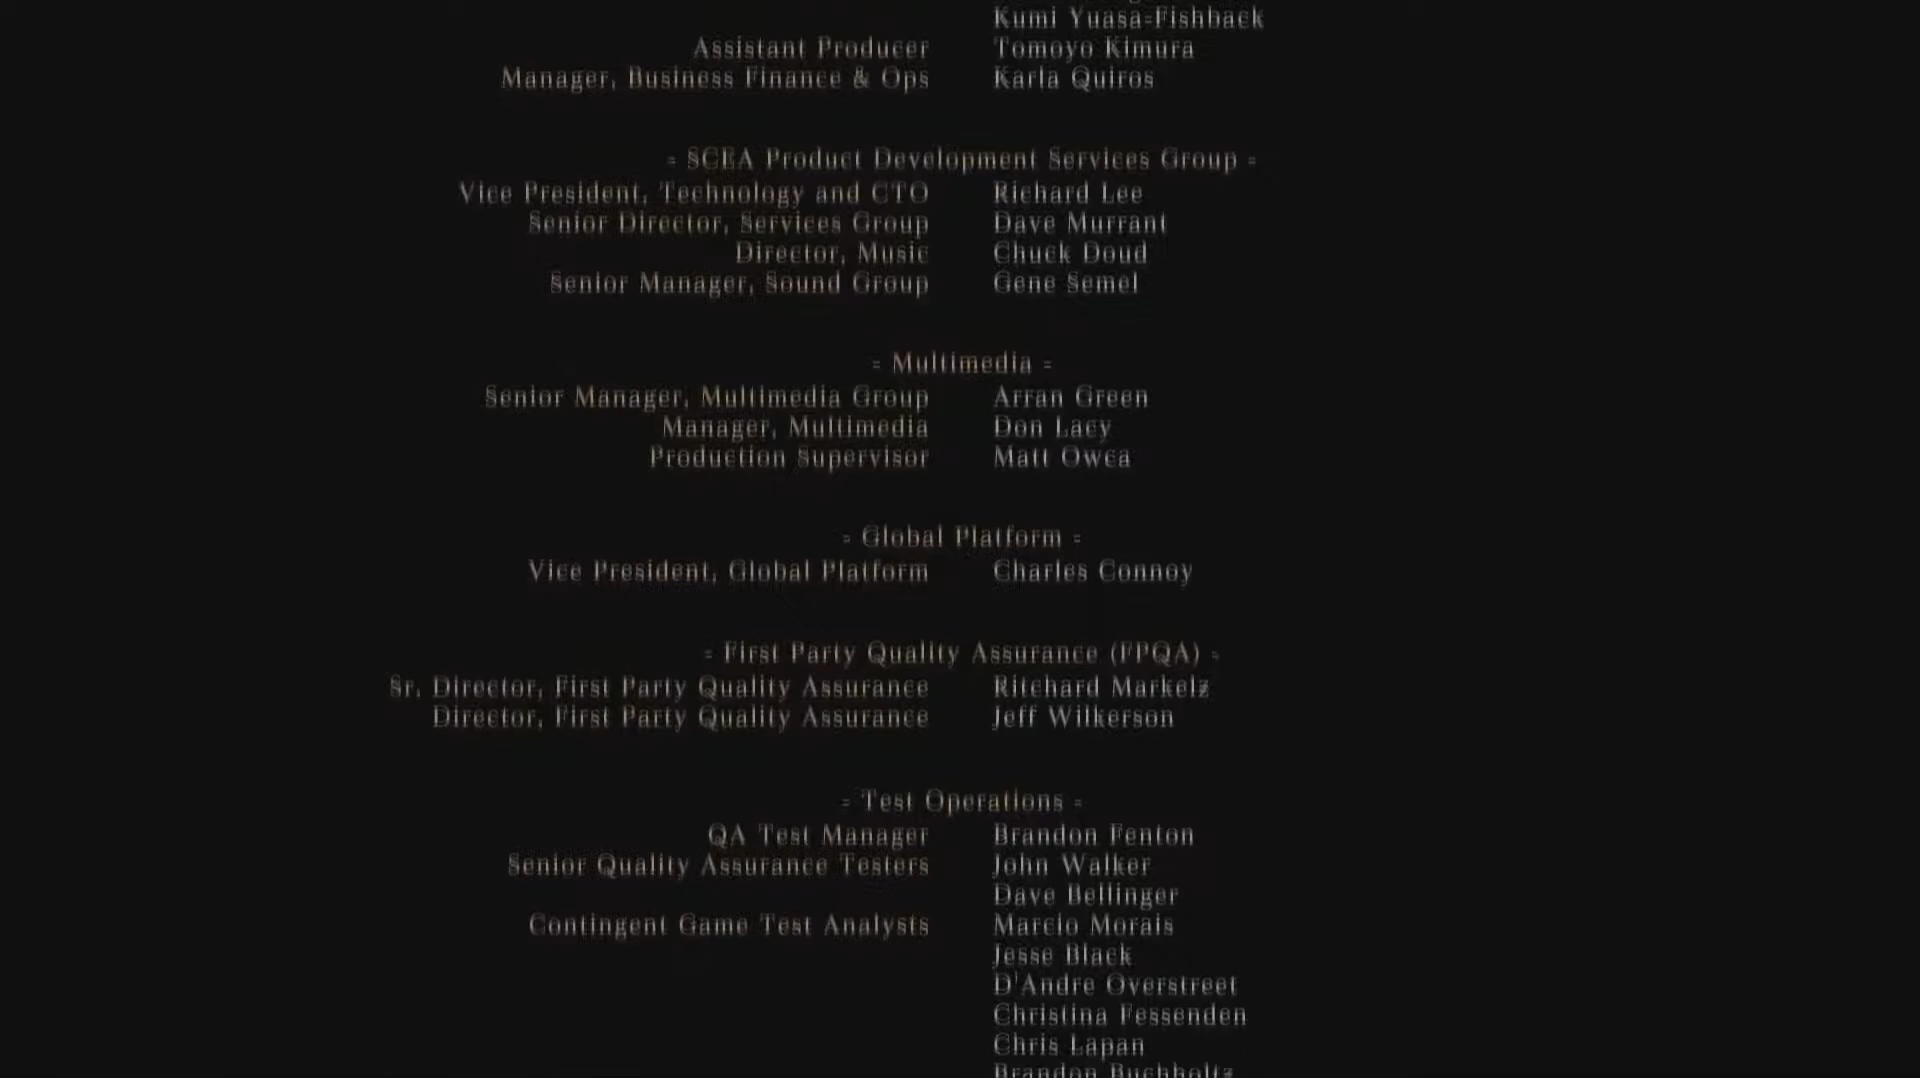 Kumi Yuasa-Fishback
Assistant Producer Tomoyo Kimura
Manager, Business Finance & Ops Karla Quiros
- SCEA Product Development Services Group -
Vice President, Technology and CTO Richard Lee
Senior Director, Services Group Dave Murrant
Director, Music Chuck Doud
Senior Manager, Sound Group Gene Semel
- Multimedia -
Senior Manager, Multimedia Group Arran Green
Manager, Multimedia Don Lacy
Production Supervisor Matt Owca
- Global Platform -
Vice President, Global Platform Charles Connoy
- First Party Quality Assurance (FPQA) -
Sr. Director, First Party Quality Assurance Ritchard Markelz
Director, First Party Quality Assurance Jeff Wilkerson
- Test Operations -
QA Test Manager Brandon Fenton
Senior Quality Assurance Testers John Walker
Dave Bellinger
Contingent Game Test Analysts Marcio Morais
Jesse Black
D'Andre Overstreet
Christina Fessenden
Chris Lapan
Brandon Buchholtz